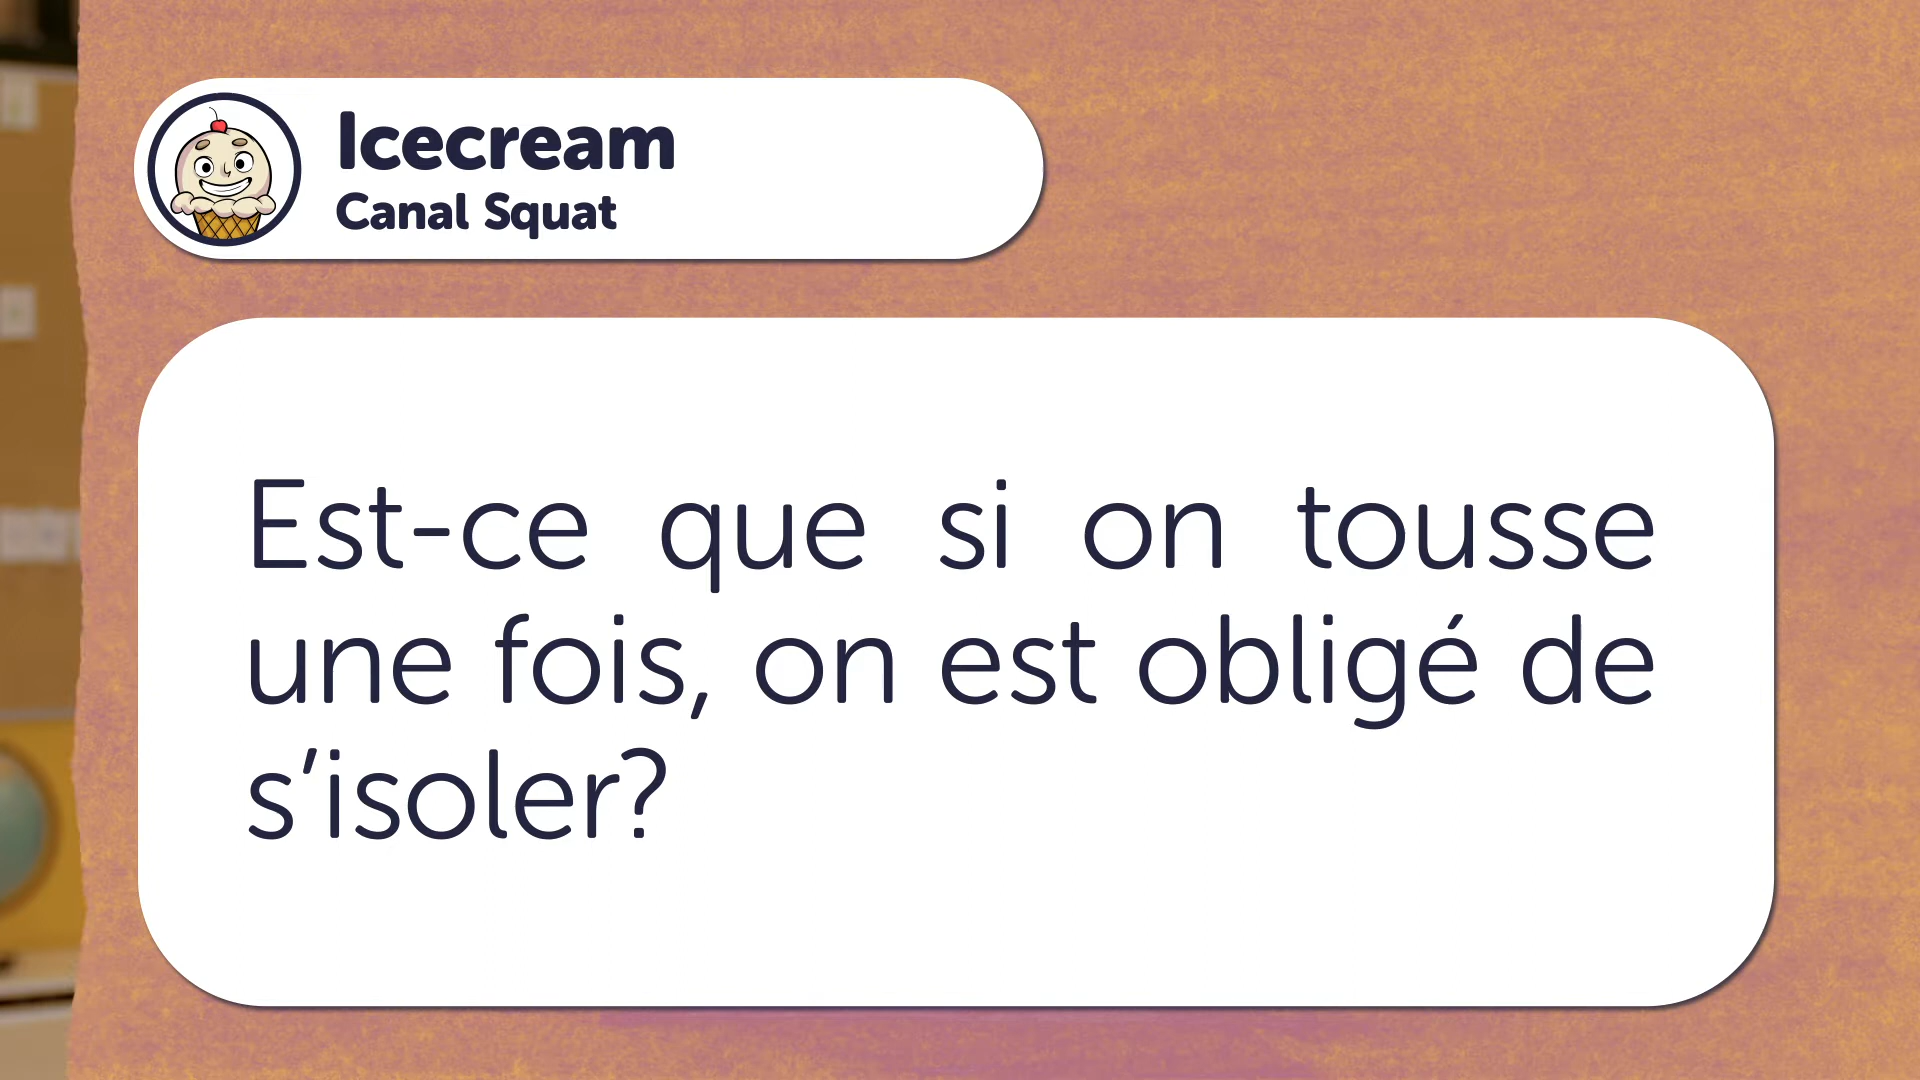 Icecream
Canal Squat
Est-ce que si on tousse
une fois, on est obligé de
s’isoler?